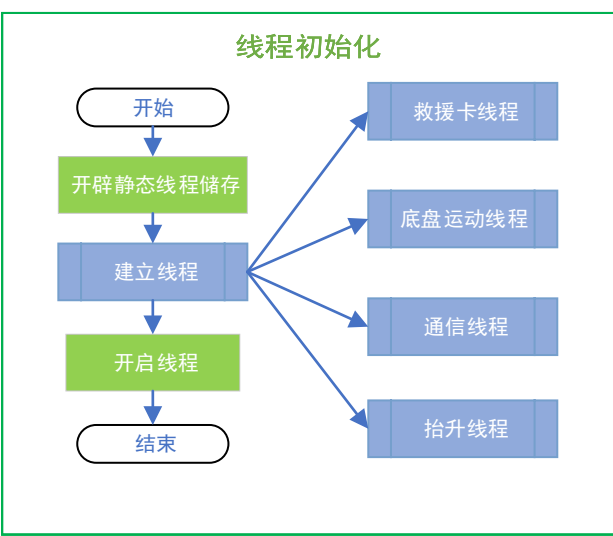 线程初始化
开始
开辟静态线程储存
建立线程
开启线程
结束
救援卡线程
底盘运动线程
通信线程
抬升线程